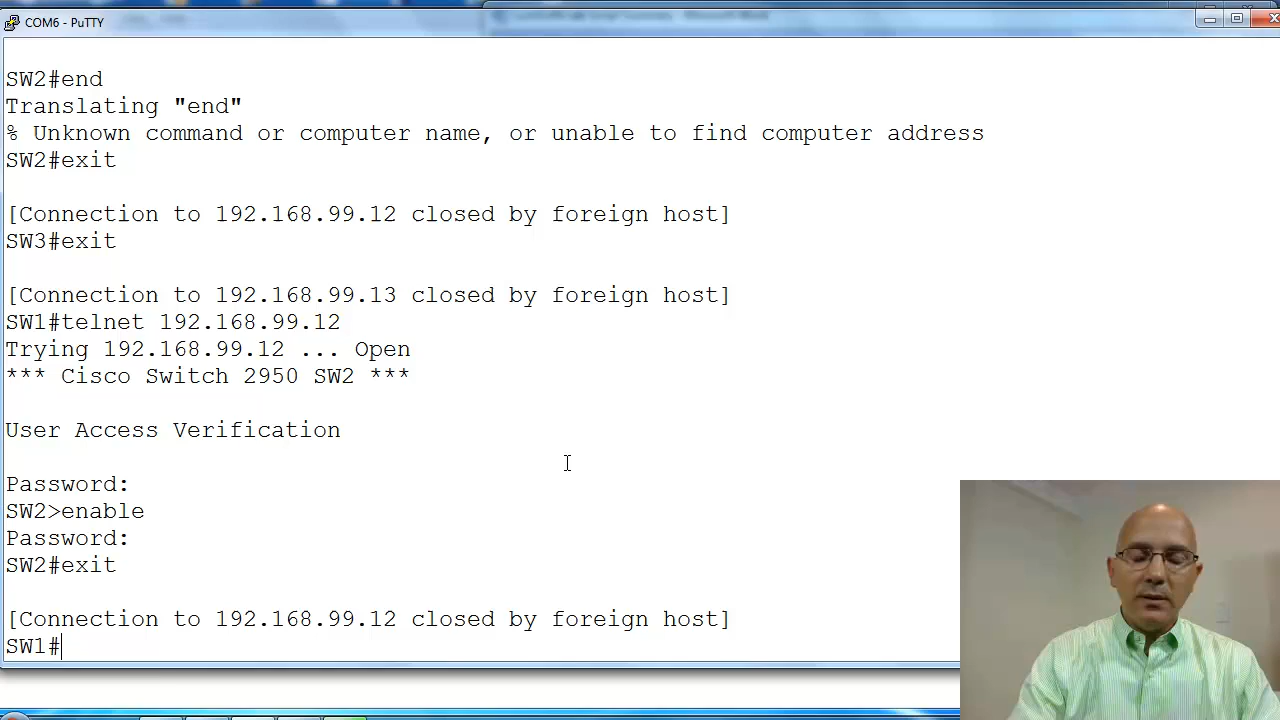 COM6 - PuTTY
SW2#end
Translating "end"
% Unknown command or computer name, or unable to find computer address
SW2#exit
[Connection to 192.168.99.12 closed by foreign host]
SW3#exit
[Connection to 192.168.99.13 closed by foreign host]
SW1#telnet 192.168.99.12
Trying 192.168.99.12 ... Open
*** Cisco Switch 2950 SW2 ***
User Access Verification
Password:
SW2>enable
Password:
SW2#exit
[Connection to 192.168.99.12 closed by foreign host]
SW1#